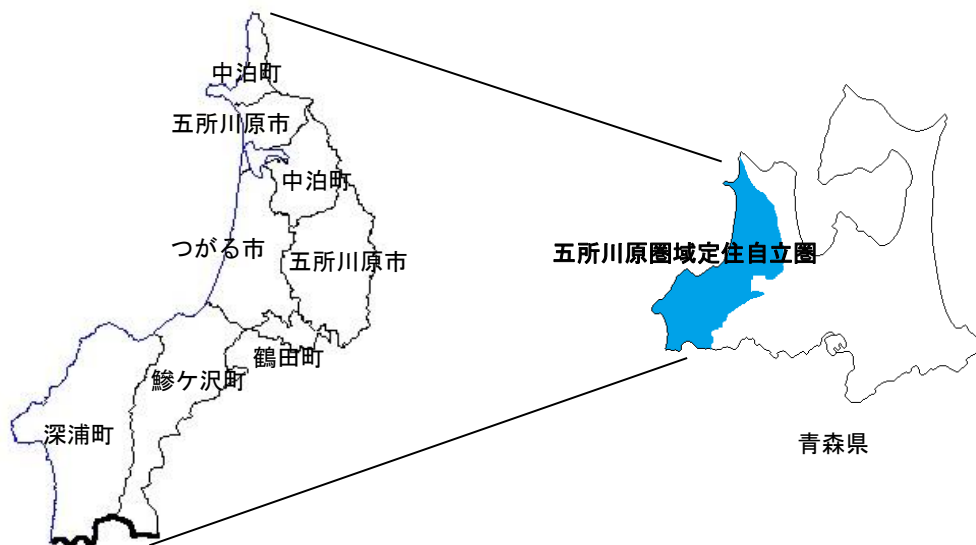 中泊町
五所川原市
中泊町
つがる市
五所川原市
鶴田町
鰺ケ沢町
深浦町
五所川原圏域定住自立圏
青森県